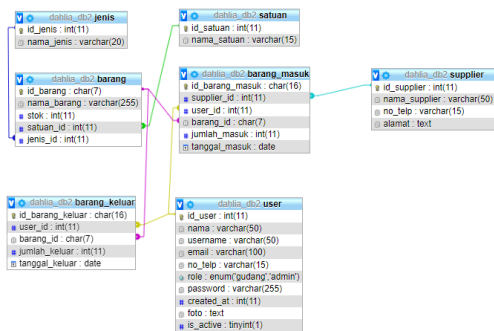 dahlia_db2 jenis
id_jenis : int(11)
nama_jenis : varchar(20)
dahlia_db2 satuan
id_satuan : int(11)
nama_satuan : varchar(15)
dahlia_db2 barang
id_barang : char(7)
nama_barang : varchar(255)
stok : int(11)
satuan_id : int(11)
jenis_id : int(11)
dahlia_db2 barang_masuk
id_barang_masuk : char(16)
supplier_id : int(11)
user_id : int(11)
barang_id : char(7)
jumlah_masuk : int(11)
tanggal_masuk : date
dahlia_db2 supplier
id_supplier : int(11)
nama_supplier : varchar(50)
no_telp : varchar(15)
alamat : text
dahlia_db2 barang_keluar
id_barang_keluar : char(16)
user_id : int(11)
barang_id : char(7)
jumlah_keluar : int(11)
tanggal_keluar : date
dahlia_db2 user
id_user : int(11)
nama : varchar(50)
username : varchar(50)
email : varchar(100)
no_telp : varchar(15)
role : enum('gudang','admin')
password : varchar(255)
created_at : int(11)
foto : text
is_active : tinyint(1)